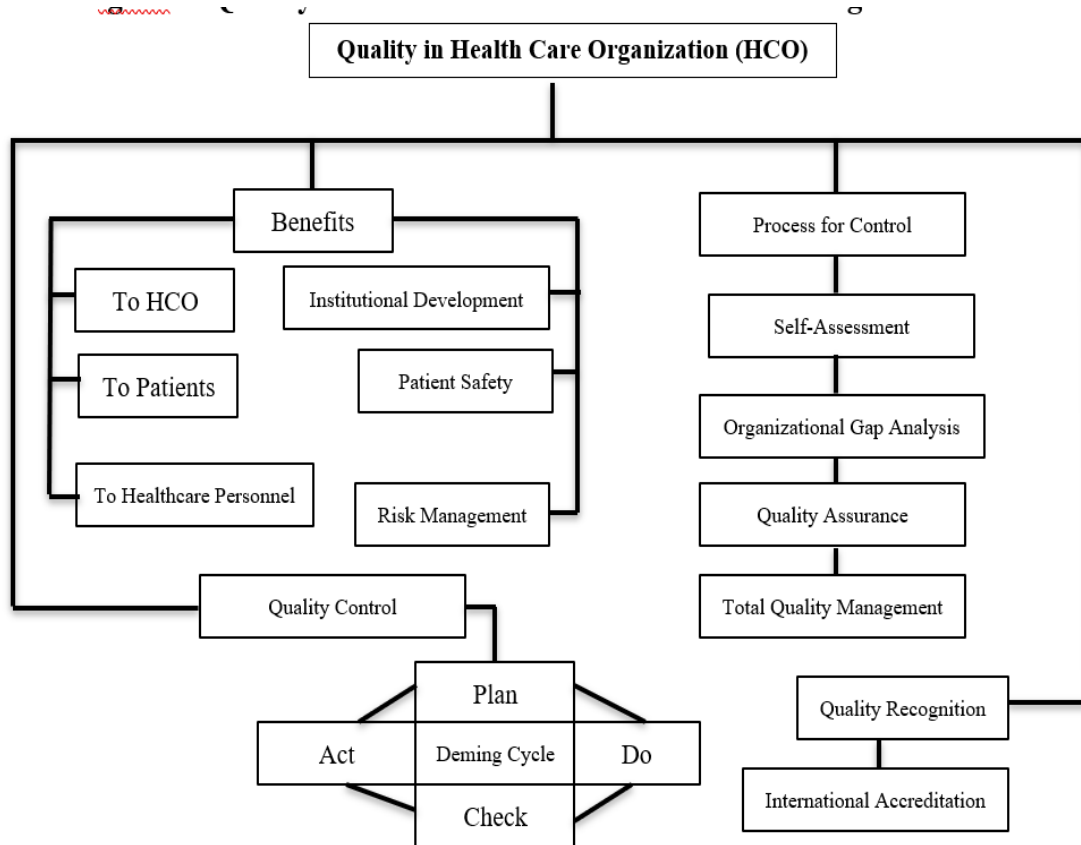 Quality in Health Care Organization (HCO)
Benefits
To HCO
To Patients
To Healthcare Personnel
Institutional Development
Patient Safety
Risk Management
Process for Control
Self-Assessment
Organizational Gap Analysis
Quality Assurance
Total Quality Management
Quality Control
Plan
Act
Deming Cycle
Do
Check
Quality Recognition
International Accreditation